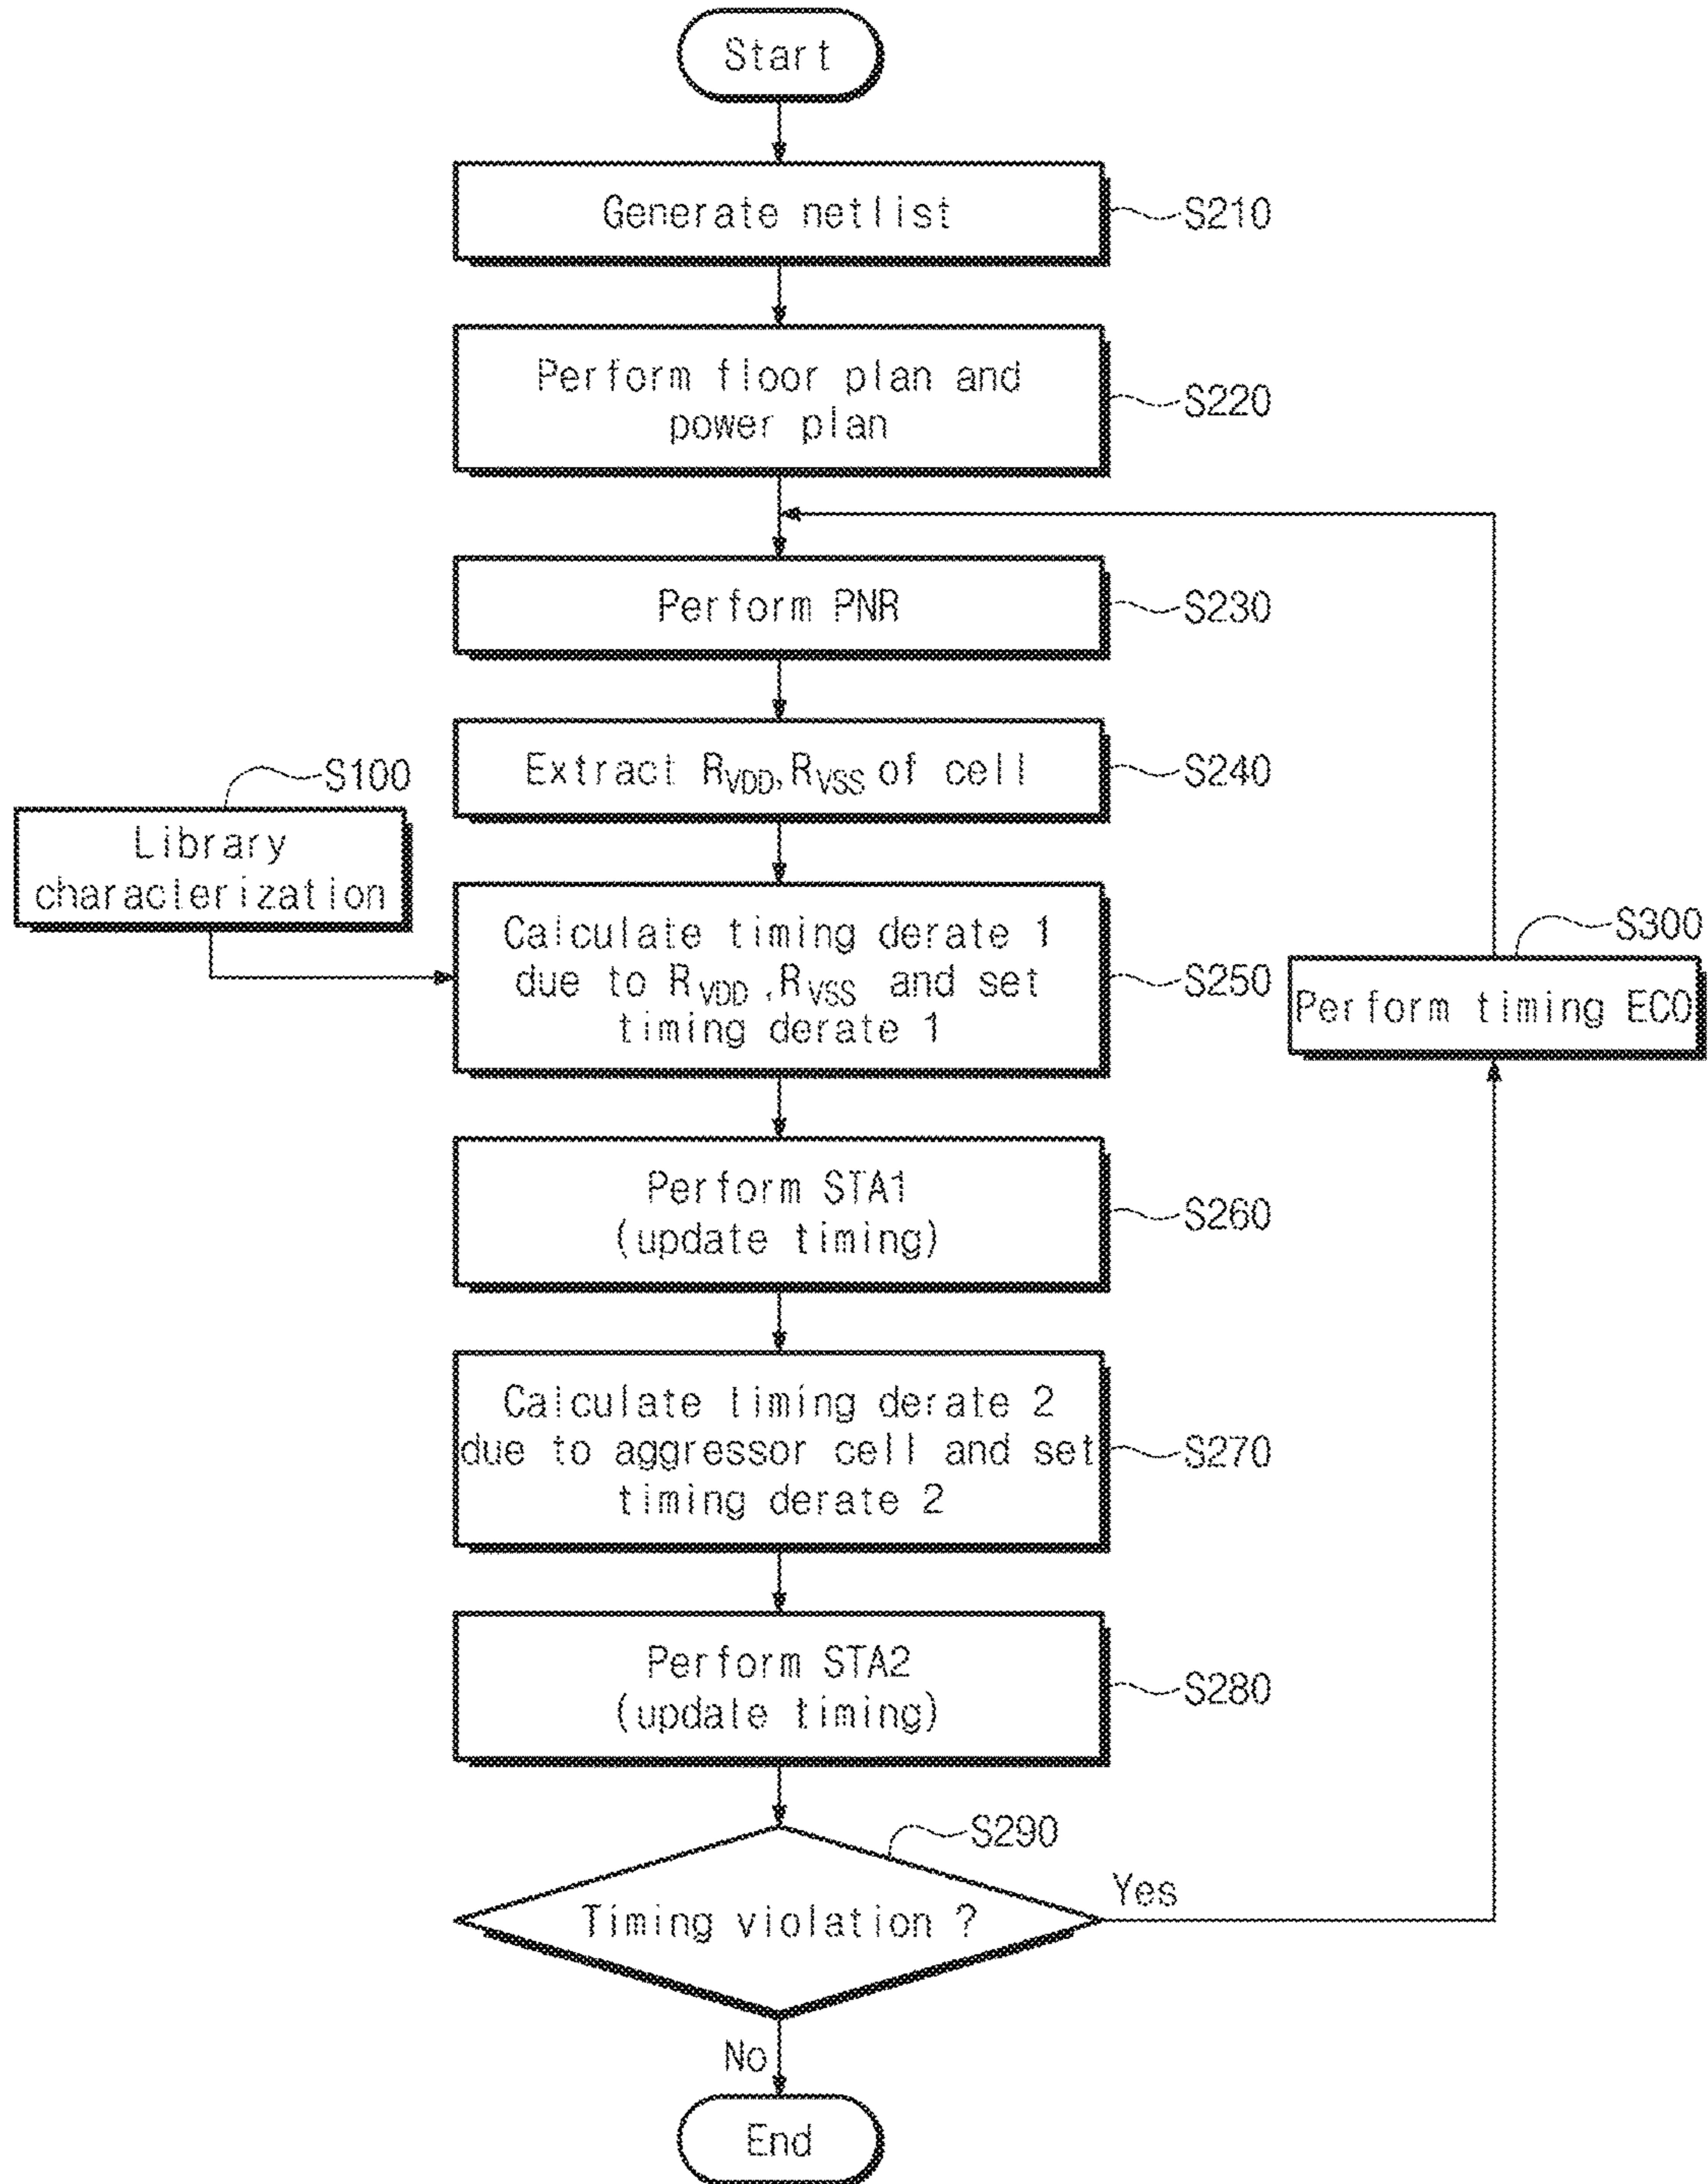 Start
Generate netlist
S210
Perform floor plan and
power plan
S220
Perform PNR
S230
Extract RVDD,RVSS of cell
S240
S100
Library
characterization
Calculate timing derate 1
due to RVDD,RVSS and set
timing derate 1
S250
S300
Perform timing ECO
Perform STA1
(update timing)
S260
Calculate timing derate 2
due to aggressor cell and set
timing derate 2
S270
Perform STA2
(update timing)
S280
S290
Timing violation ?
Yes
No
End